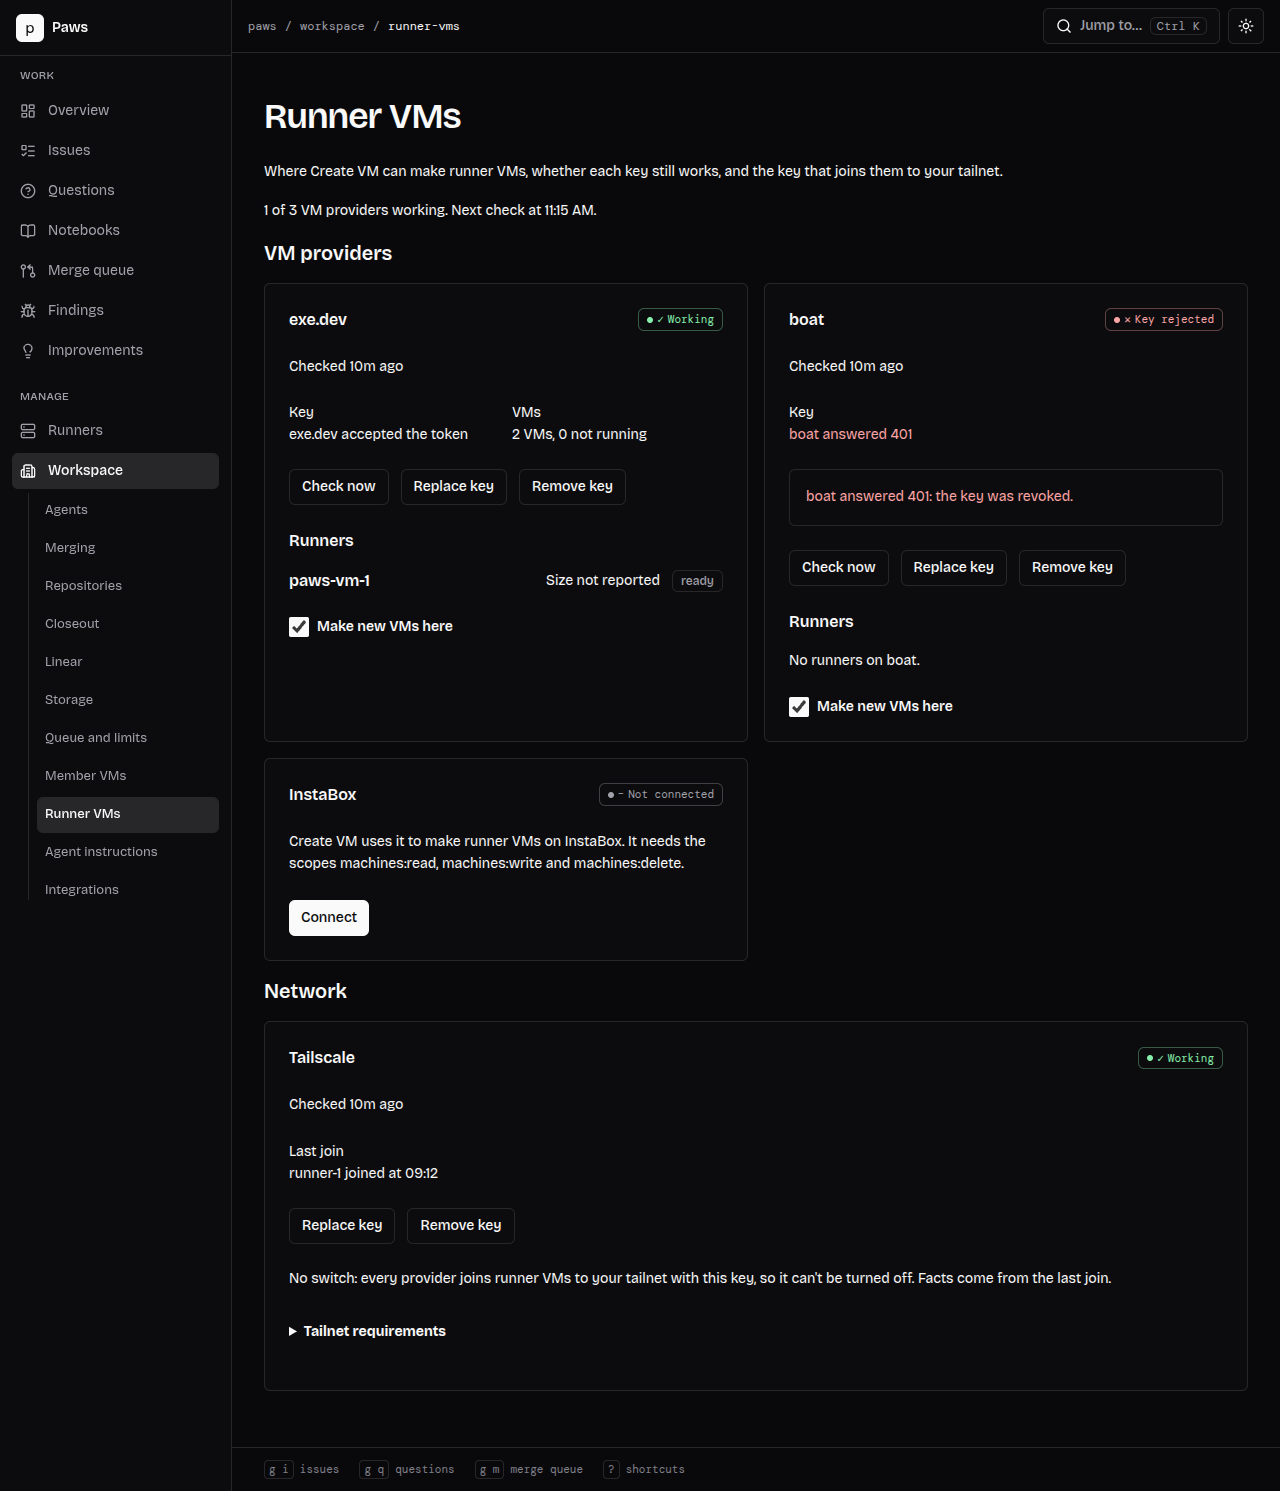 p Paws
paws / workspace / runner-vms
Jump to... Ctrl K
WORK
Overview
Issues
Questions
Notebooks
Merge queue
Findings
Improvements
MANAGE
Runners
Workspace
Agents
Merging
Repositories
Closeout
Linear
Storage
Queue and limits
Member VMs
Runner VMs
Agent instructions
Integrations
Runner VMs
Where Create VM can make runner VMs, whether each key still works, and the key that joins them to your tailnet.
1 of 3 VM providers working. Next check at 11:15 AM.
VM providers
exe.dev
✓ Working
Checked 10m ago
Key
exe.dev accepted the token
VMs
2 VMs, 0 not running
Check now
Replace key
Remove key
Runners
paws-vm-1
Size not reported
ready
Make new VMs here
boat
× Key rejected
Checked 10m ago
Key
boat answered 401
boat answered 401: the key was revoked.
Check now
Replace key
Remove key
Runners
No runners on boat.
Make new VMs here
InstaBox
– Not connected
Create VM uses it to make runner VMs on InstaBox. It needs the
scopes machines:read, machines:write and machines:delete.
Connect
Network
Tailscale
✓ Working
Checked 10m ago
Last join
runner-1 joined at 09:12
Replace key
Remove key
No switch: every provider joins runner VMs to your tailnet with this key, so it can't be turned off. Facts come from the last join.
Tailnet requirements
g i issues
g q questions
g m merge queue
? shortcuts